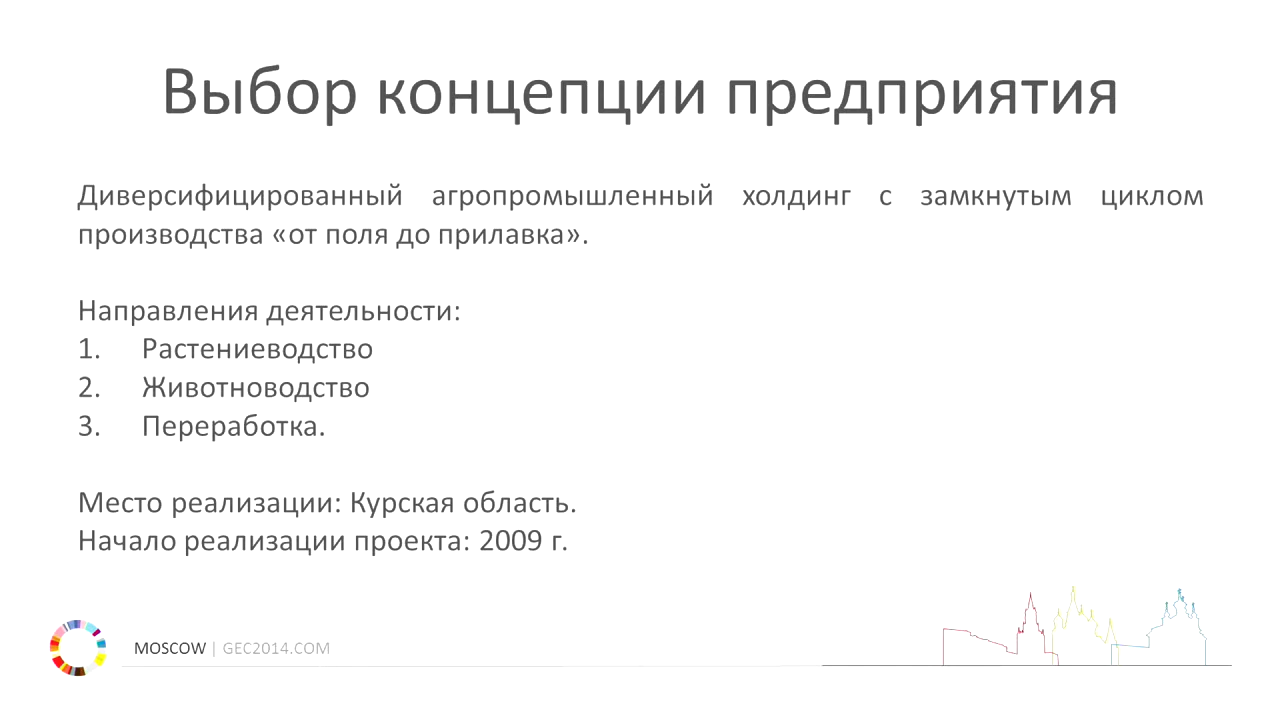 Выбор концепции предприятия
Диверсифицированный агропромышленный холдинг с замкнутым циклом
производства «от поля до прилавка».
Направления деятельности:
1. Растениеводство
2. Животноводство
3. Переработка.
Место реализации: Курская область.
Начало реализации проекта: 2009 г.
MOSCOW | GEC2014.COM